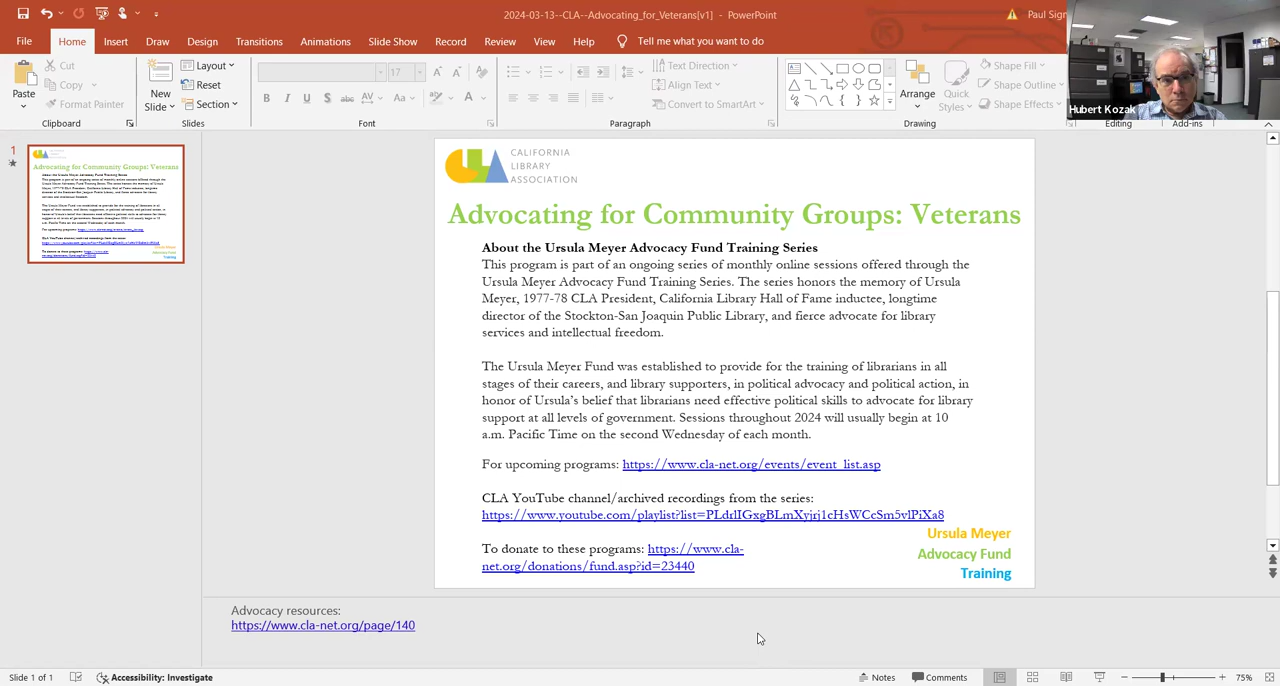 2024-03-13--CLA--Advocating_for_Veterans[v1] - PowerPoint
Paul Sign
File Home Insert Draw Design Transitions Animations Slide Show Record Review View Help Tell me what you want to do
Paste
Cut
Copy
Format Painter
Clipboard
New
Slide
Layout
Reset
Section
Slides
17
B I U S abc AV Aa A
Paragraph
Text Direction
Align Text
Convert to SmartArt
Arrange
Quick
Styles
Shape Fill
Shape Outline
Shape Effects
Drawing
Editing
Add-ins
Hubert Kozak
1
CALIFORNIA
LIBRARY
ASSOCIATION
Advocating for Community Groups: Veterans
About the Ursula Meyer Advocacy Fund Training Series
This program is part of an ongoing series of monthly online sessions offered through the
Ursula Meyer Advocacy Fund Training Series. The series honors the memory of Ursula
Meyer, 1977-78 CLA President, California Library Hall of Fame inductee, longtime
director of the Stockton-San Joaquin Public Library, and fierce advocate for library
services and intellectual freedom.
The Ursula Meyer Fund was established to provide for the training of librarians in all
stages of their careers, and library supporters, in political advocacy and political action, in
honor of Ursula's belief that librarians need effective political skills to advocate for library
support at all levels of government. Sessions throughout 2024 will usually begin at 10
a.m. Pacific Time on the second Wednesday of each month.
For upcoming programs: https://www.cla-net.org/events/event_list.asp
CLA YouTube channel/archived recordings from the series:
https://www.youtube.com/playlist?list=PLdrlIGxgBLmXyjrj1cHsWCcSm5vlPiXa8
To donate to these programs: https://www.cla-
net.org/donations/fund.asp?id=23440
Ursula Meyer
Advocacy Fund
Training
Advocacy resources:
https://www.cla-net.org/page/140
Slide 1 of 1 Accessibility: Investigate Notes Comments 75%